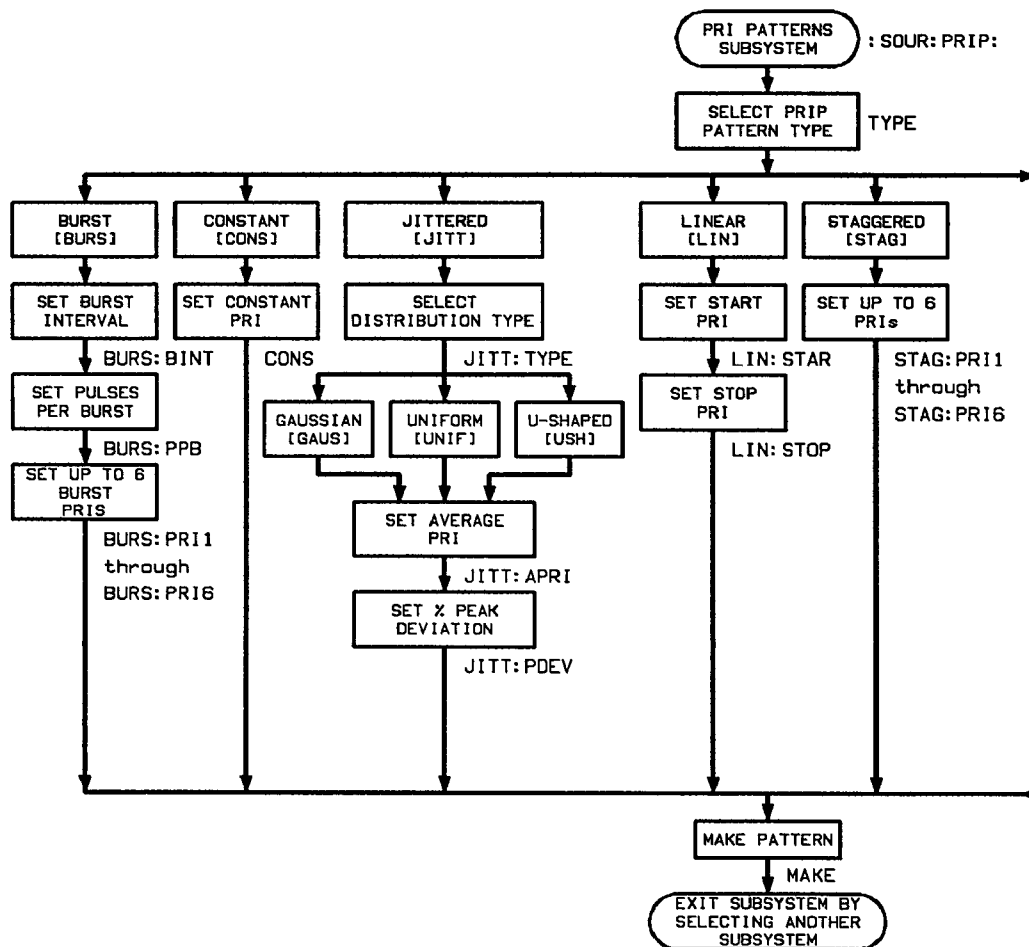 PRI PATTERNS
SUBSYSTEM
:SOUR:PRIP:
SELECT PRIP
PATTERN TYPE
TYPE
BURST
[BURS]
CONSTANT
[CONS]
JITTERED
[JITT]
LINEAR
[LIN]
STAGGERED
[STAG]
SET BURST
INTERVAL
SET CONSTANT
PRI
SELECT
DISTRIBUTION TYPE
SET START
PRI
SET UP TO 6
PRIs
BURS:BINT
CONS
JITT:TYPE
LIN:STAR
STAG:PRI1
through
STAG:PRI6
SET PULSES
PER BURST
GAUSSIAN
[GAUS]
UNIFORM
[UNIF]
U-SHAPED
[USH]
SET STOP
PRI
BURS:PPB
LIN:STOP
SET UP TO 6
BURST
PRIS
SET AVERAGE
PRI
BURS:PRI1
through
BURS:PRI6
JITT:APRI
SET % PEAK
DEVIATION
JITT:PDEV
MAKE PATTERN
MAKE
EXIT SUBSYSTEM BY
SELECTING ANOTHER
SUBSYSTEM